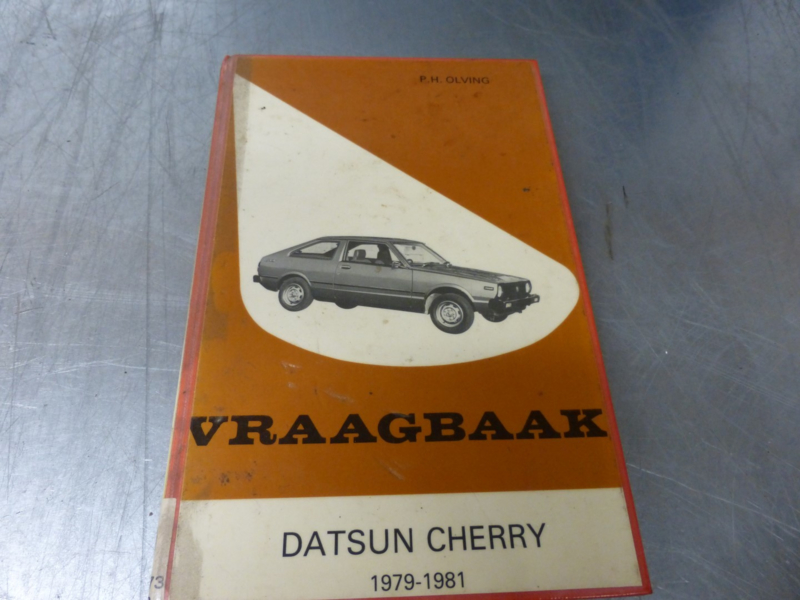 P.H. OLVING
VRAAGBAAK
DATSUN CHERRY
1979-1981